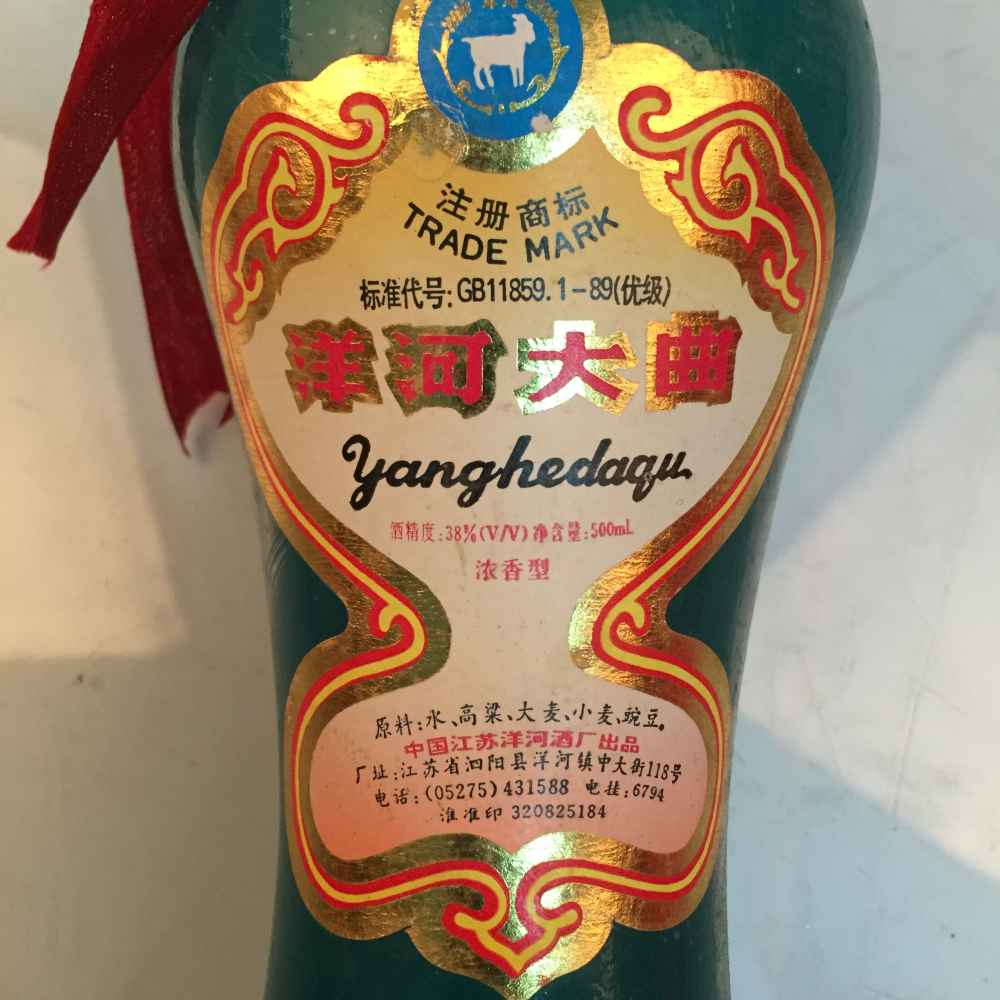 注册商标
TRADE MARK
标准代号:GB11859.1-89(优级)
洋河大曲
Yanghedaqu
酒精度:38%(V/V)净含量:500mL
浓香型
原料:水、高粱、大麦、小麦、豌豆。
中国江苏洋河酒厂出品
厂址:江苏省泗阳县洋河镇中大街118号
电话:(05275)431588 电挂:6794
淮准印 320825184